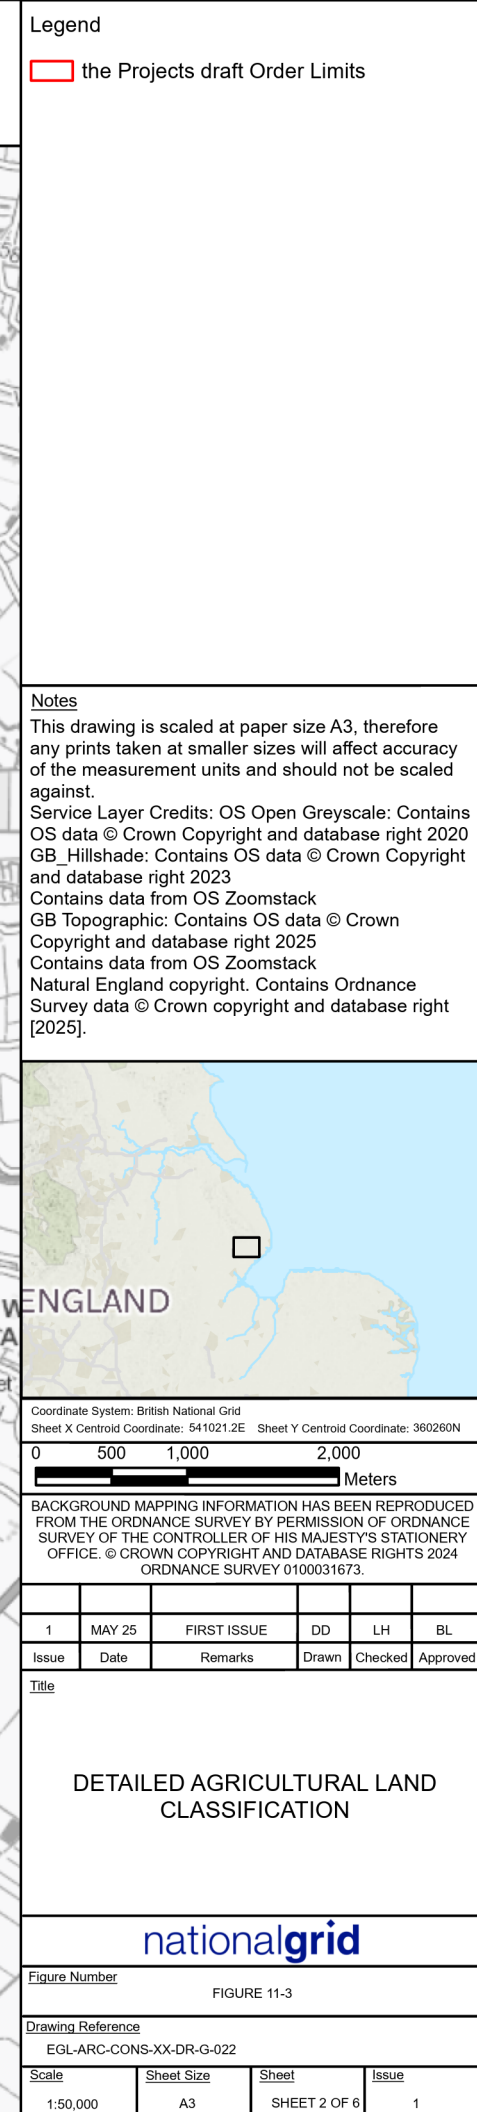 Legend
the Projects draft Order Limits
Notes
This drawing is scaled at paper size A3, therefore
any prints taken at smaller sizes will affect accuracy
of the measurement units and should not be scaled
against.
Service Layer Credits: OS Open Greyscale: Contains
OS data © Crown Copyright and database right 2020
GB_Hillshade: Contains OS data © Crown Copyright
and database right 2023
Contains data from OS Zoomstack
GB Topographic: Contains OS data © Crown
Copyright and database right 2025
Contains data from OS Zoomstack
Natural England copyright. Contains Ordnance
Survey data © Crown copyright and database right
[2025].
ENGLAND
Coordinate System: British National Grid
Sheet X Centroid Coordinate: 541021.2E Sheet Y Centroid Coordinate: 360260N
0 500 1,000 2,000
Meters
BACKGROUND MAPPING INFORMATION HAS BEEN REPRODUCED
FROM THE ORDNANCE SURVEY BY PERMISSION OF ORDNANCE
SURVEY OF THE CONTROLLER OF HIS MAJESTY'S STATIONERY
OFFICE. © CROWN COPYRIGHT AND DATABASE RIGHTS 2024
ORDNANCE SURVEY 0100031673.
1 MAY 25 FIRST ISSUE DD LH BL
Issue Date Remarks Drawn Checked Approved
Title
DETAILED AGRICULTURAL LAND
CLASSIFICATION
nationalgrid
Figure Number
FIGURE 11-3
Drawing Reference
EGL-ARC-CONS-XX-DR-G-022
Scale Sheet Size Sheet Issue
1:50,000 A3 SHEET 2 OF 6 1